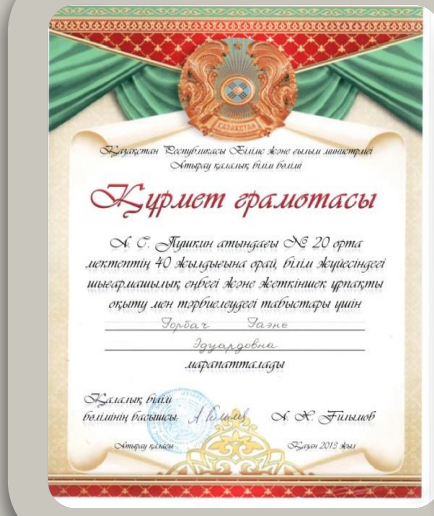 ҚАЗАҚСТАН
Қазақстан Республикасы Білім және ғылым министрлігі
Атырау қалалық білім бөлімі
Құрмет грамотасы
А. С. Пушкин атындағы № 20 орта
мектептің 40 жылдығына орай, білім жүйесіндегі
шығармашылық еңбегі және жеткіншек ұрпақты
оқыту мен тәрбиелеудегі табыстары үшін
Горбач Гаэне
Эдуардовна
марапатталады
Қалалық білім
бөлімінің басшысы А. Х. Ғилымов
Атырау қаласы Қазан 2013 жыл